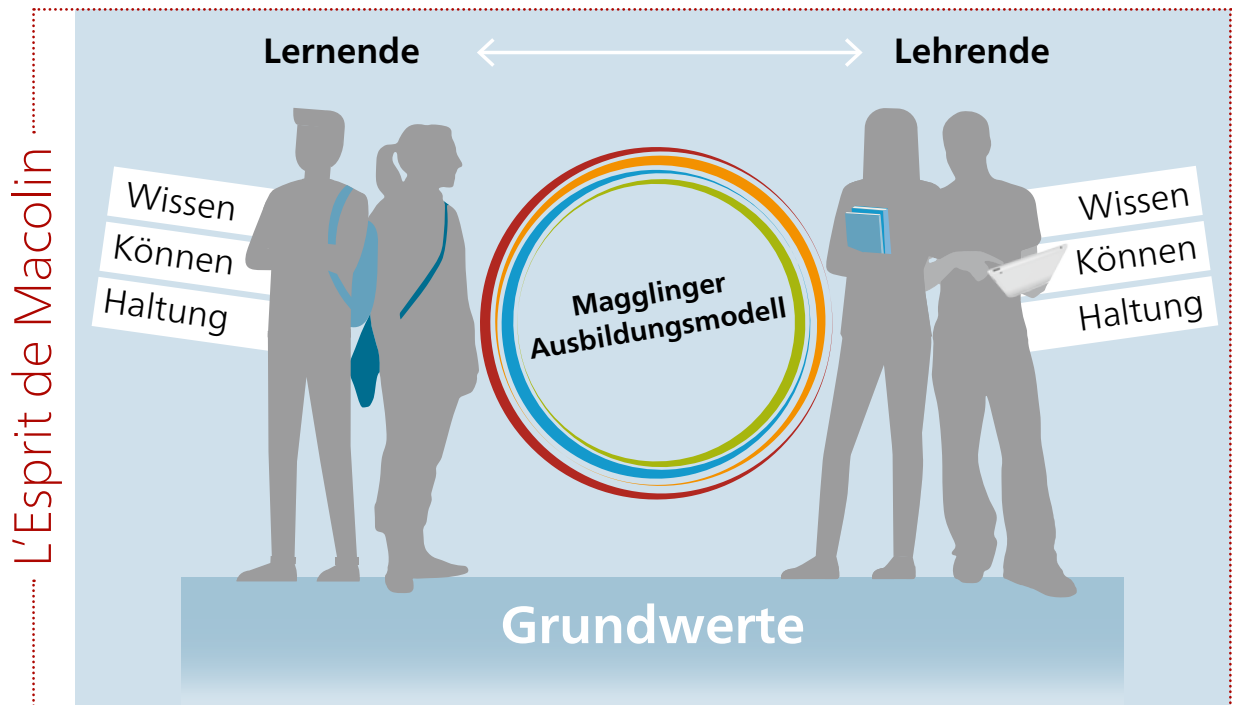 L'Esprit de Macolin
Lernende
Lehrende
Wissen
Können
Haltung
Magglinger
Ausbildungsmodell
Wissen
Können
Haltung
Grundwerte